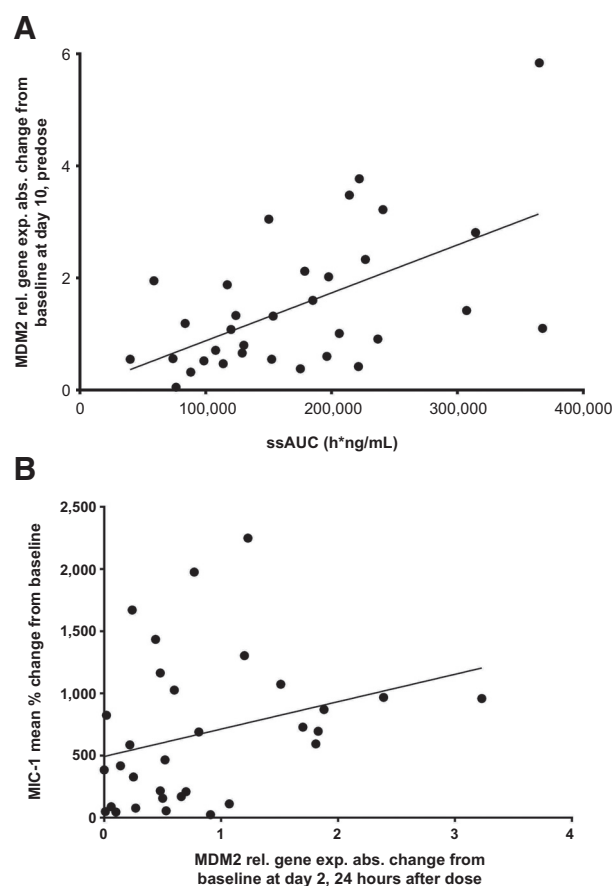 A
MDM2 rel. gene exp. abs. change from
baseline at day 10, predose
6
4
2
0
0 100,000 200,000 300,000 400,000
ssAUC (h*ng/mL)
B
MIC-1 mean % change from baseline
2,500
2,000
1,500
1,000
500
0
0 1 2 3 4
MDM2 rel. gene exp. abs. change from
baseline at day 2, 24 hours after dose